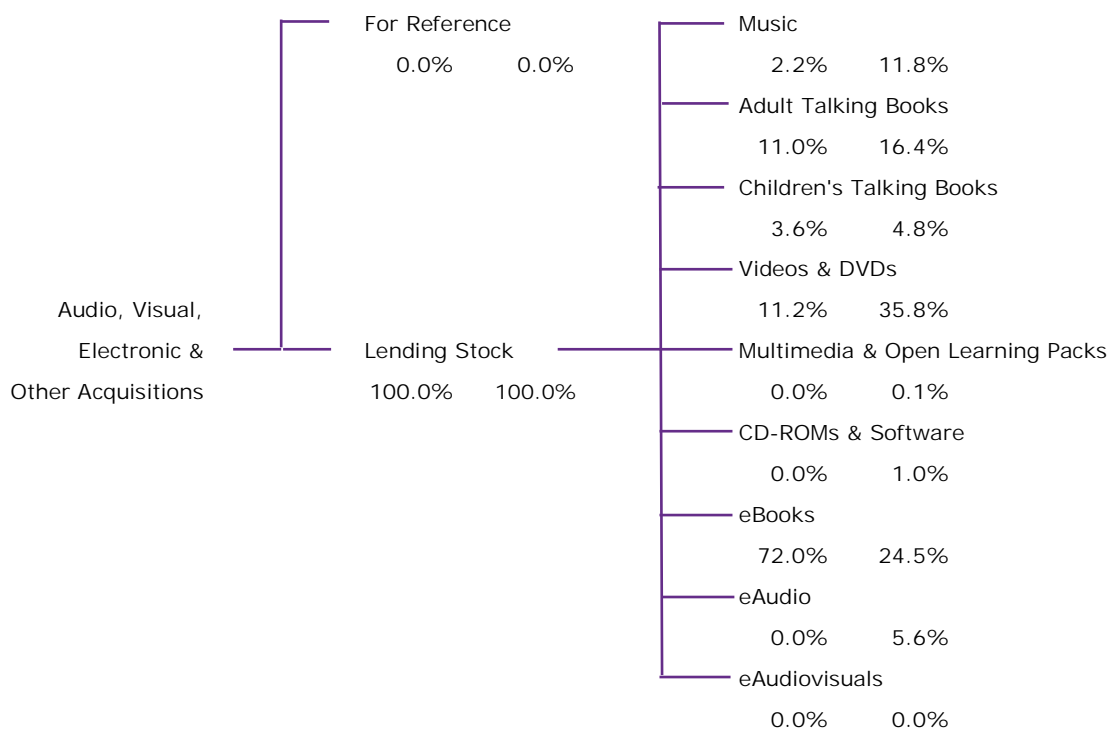 For Reference
0.0% 0.0%
Audio, Visual,
Electronic &
Other Acquisitions
Lending Stock
100.0% 100.0%
Music
2.2% 11.8%
Adult Talking Books
11.0% 16.4%
Children's Talking Books
3.6% 4.8%
Videos & DVDs
11.2% 35.8%
Multimedia & Open Learning Packs
0.0% 0.1%
CD-ROMs & Software
0.0% 1.0%
eBooks
72.0% 24.5%
eAudio
0.0% 5.6%
eAudiovisuals
0.0% 0.0%